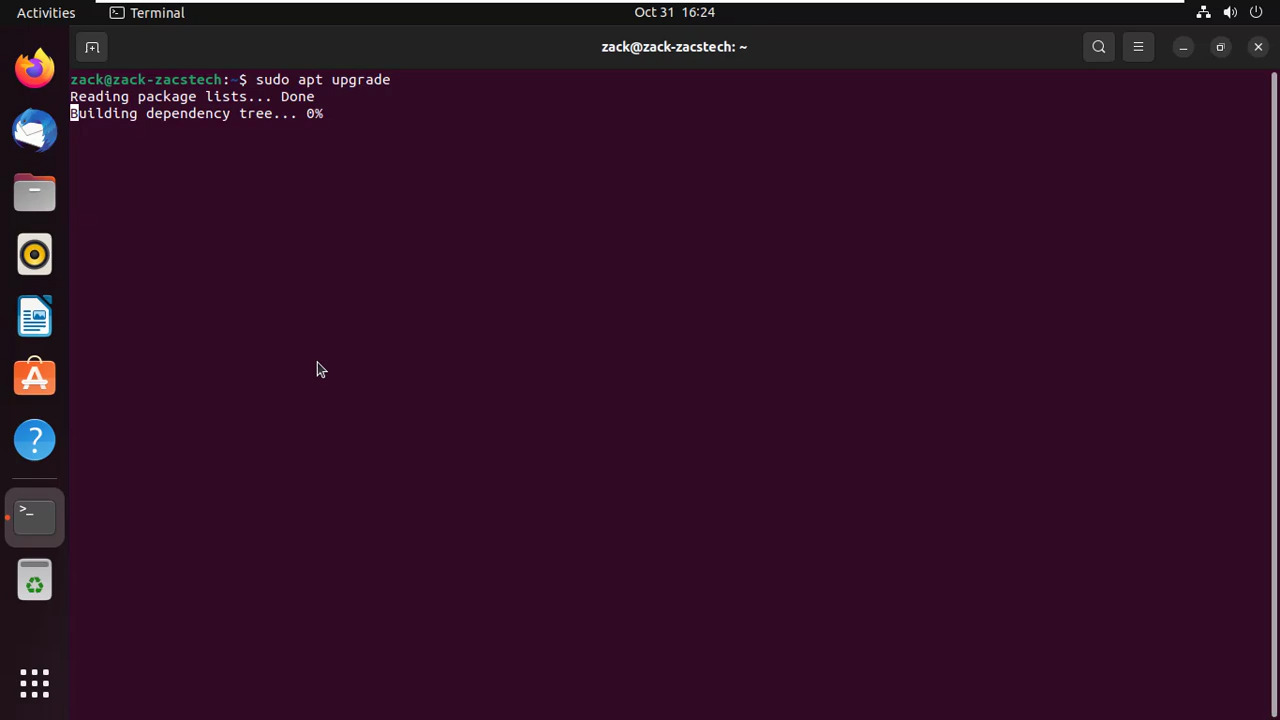 Activities
Terminal
Oct 31 16:24
zack@zack-zacstech: ~
zack@zack-zacstech:~$ sudo apt upgrade
Reading package lists... Done
Building dependency tree... 0%